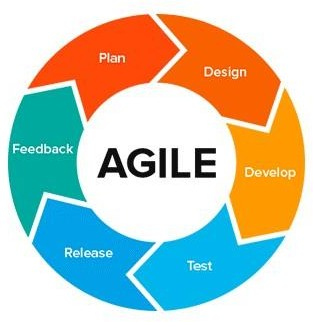 Plan
Design
Feedback
AGILE
Develop
Release
Test